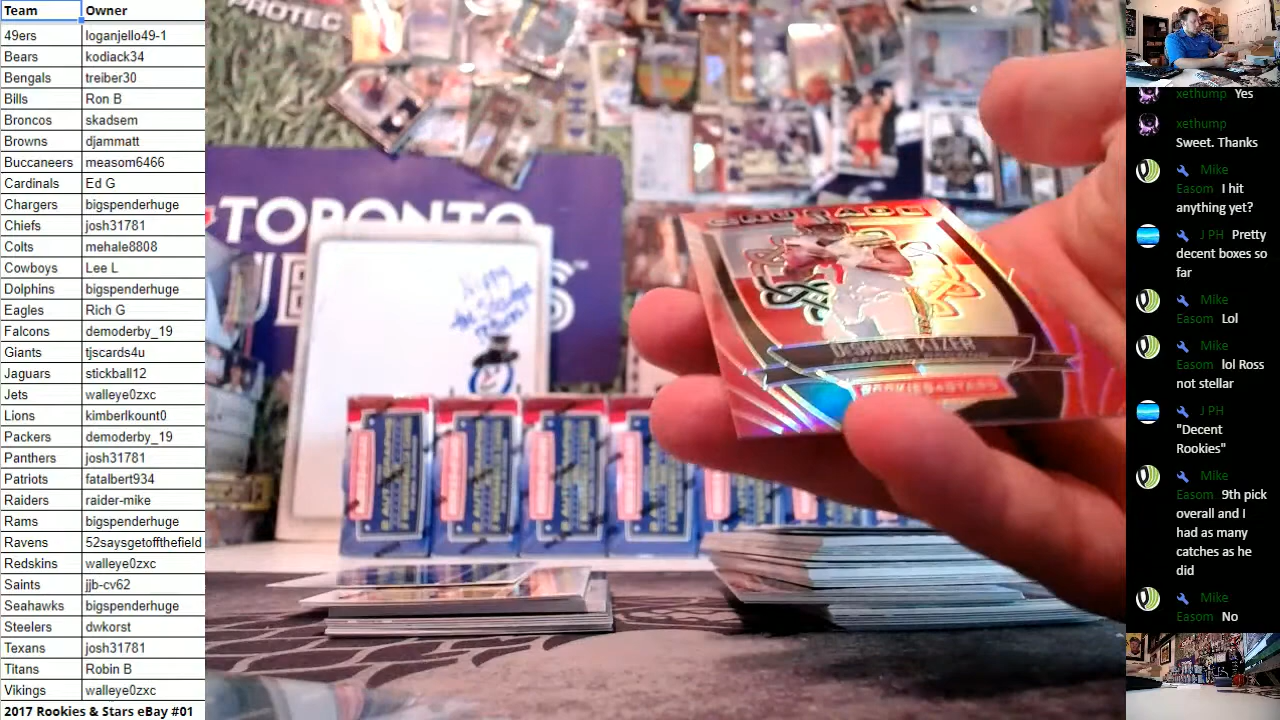 Team Owner
49ers loganjello49-1
Bears kodiack34
Bengals treiber30
Bills Ron B
Broncos skadsem
Browns djammatt
Buccaneers measom6466
Cardinals Ed G
Chargers bigspenderhuge
Chiefs josh31781
Colts mehale8808
Cowboys Lee L
Dolphins bigspenderhuge
Eagles Rich G
Falcons demoderby_19
Giants tjscards4u
Jaguars stickball12
Jets walleye0zxc
Lions kimberlkount0
Packers demoderby_19
Panthers josh31781
Patriots fatalbert934
Raiders raider-mike
Rams bigspenderhuge
Ravens 52saysgetoffthefield
Redskins walleye0zxc
Saints jjb-cv62
Seahawks bigspenderhuge
Steelers dwkorst
Texans josh31781
Titans Robin B
Vikings walleye0zxc
2017 Rookies & Stars eBay #01
PROTEC
TORONTO
CRUSADE
DESHONE KIZER
ROOKIES & STARS
xethump Yes
xethump
Sweet. Thanks
Mike
Easom I hit
anything yet?
J PH Pretty
decent boxes so
far
Mike
Easom Lol
Mike
Easom lol Ross
not stellar
J PH
"Decent
Rookies"
Mike
Easom 9th pick
overall and I
had as many
catches as he
did
Mike
Easom No